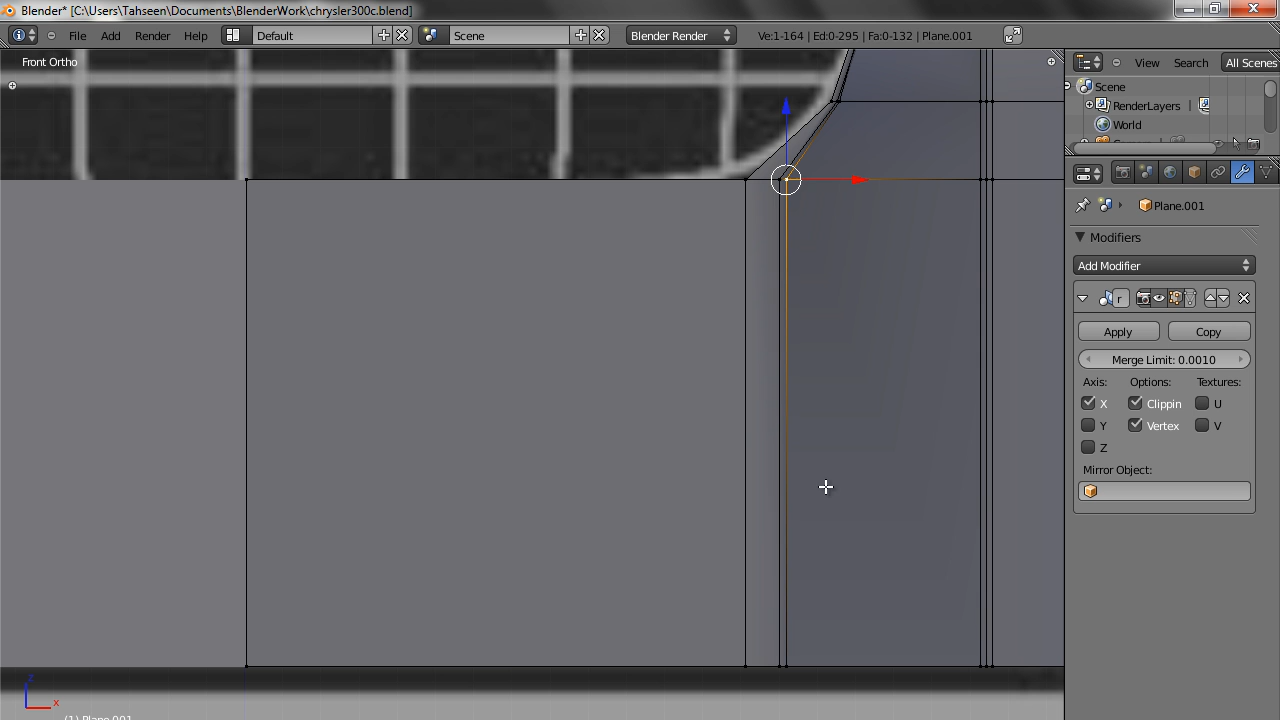 Blender* [C:\Users\Tahseen\Documents\BlenderWork\chrysler300c.blend]
File Add Render Help Default Scene Blender Render Ve:1-164 | Ed:0-295 | Fa:0-132 | Plane.001
Front Ortho
View Search All Scenes
Scene
RenderLayers
World
Plane.001
Modifiers
Add Modifier
r
Apply Copy
Merge Limit: 0.0010
Axis: Options: Textures:
X Clippin U
Y Vertex V
Z
Mirror Object:
z
x
(1) Plane.001